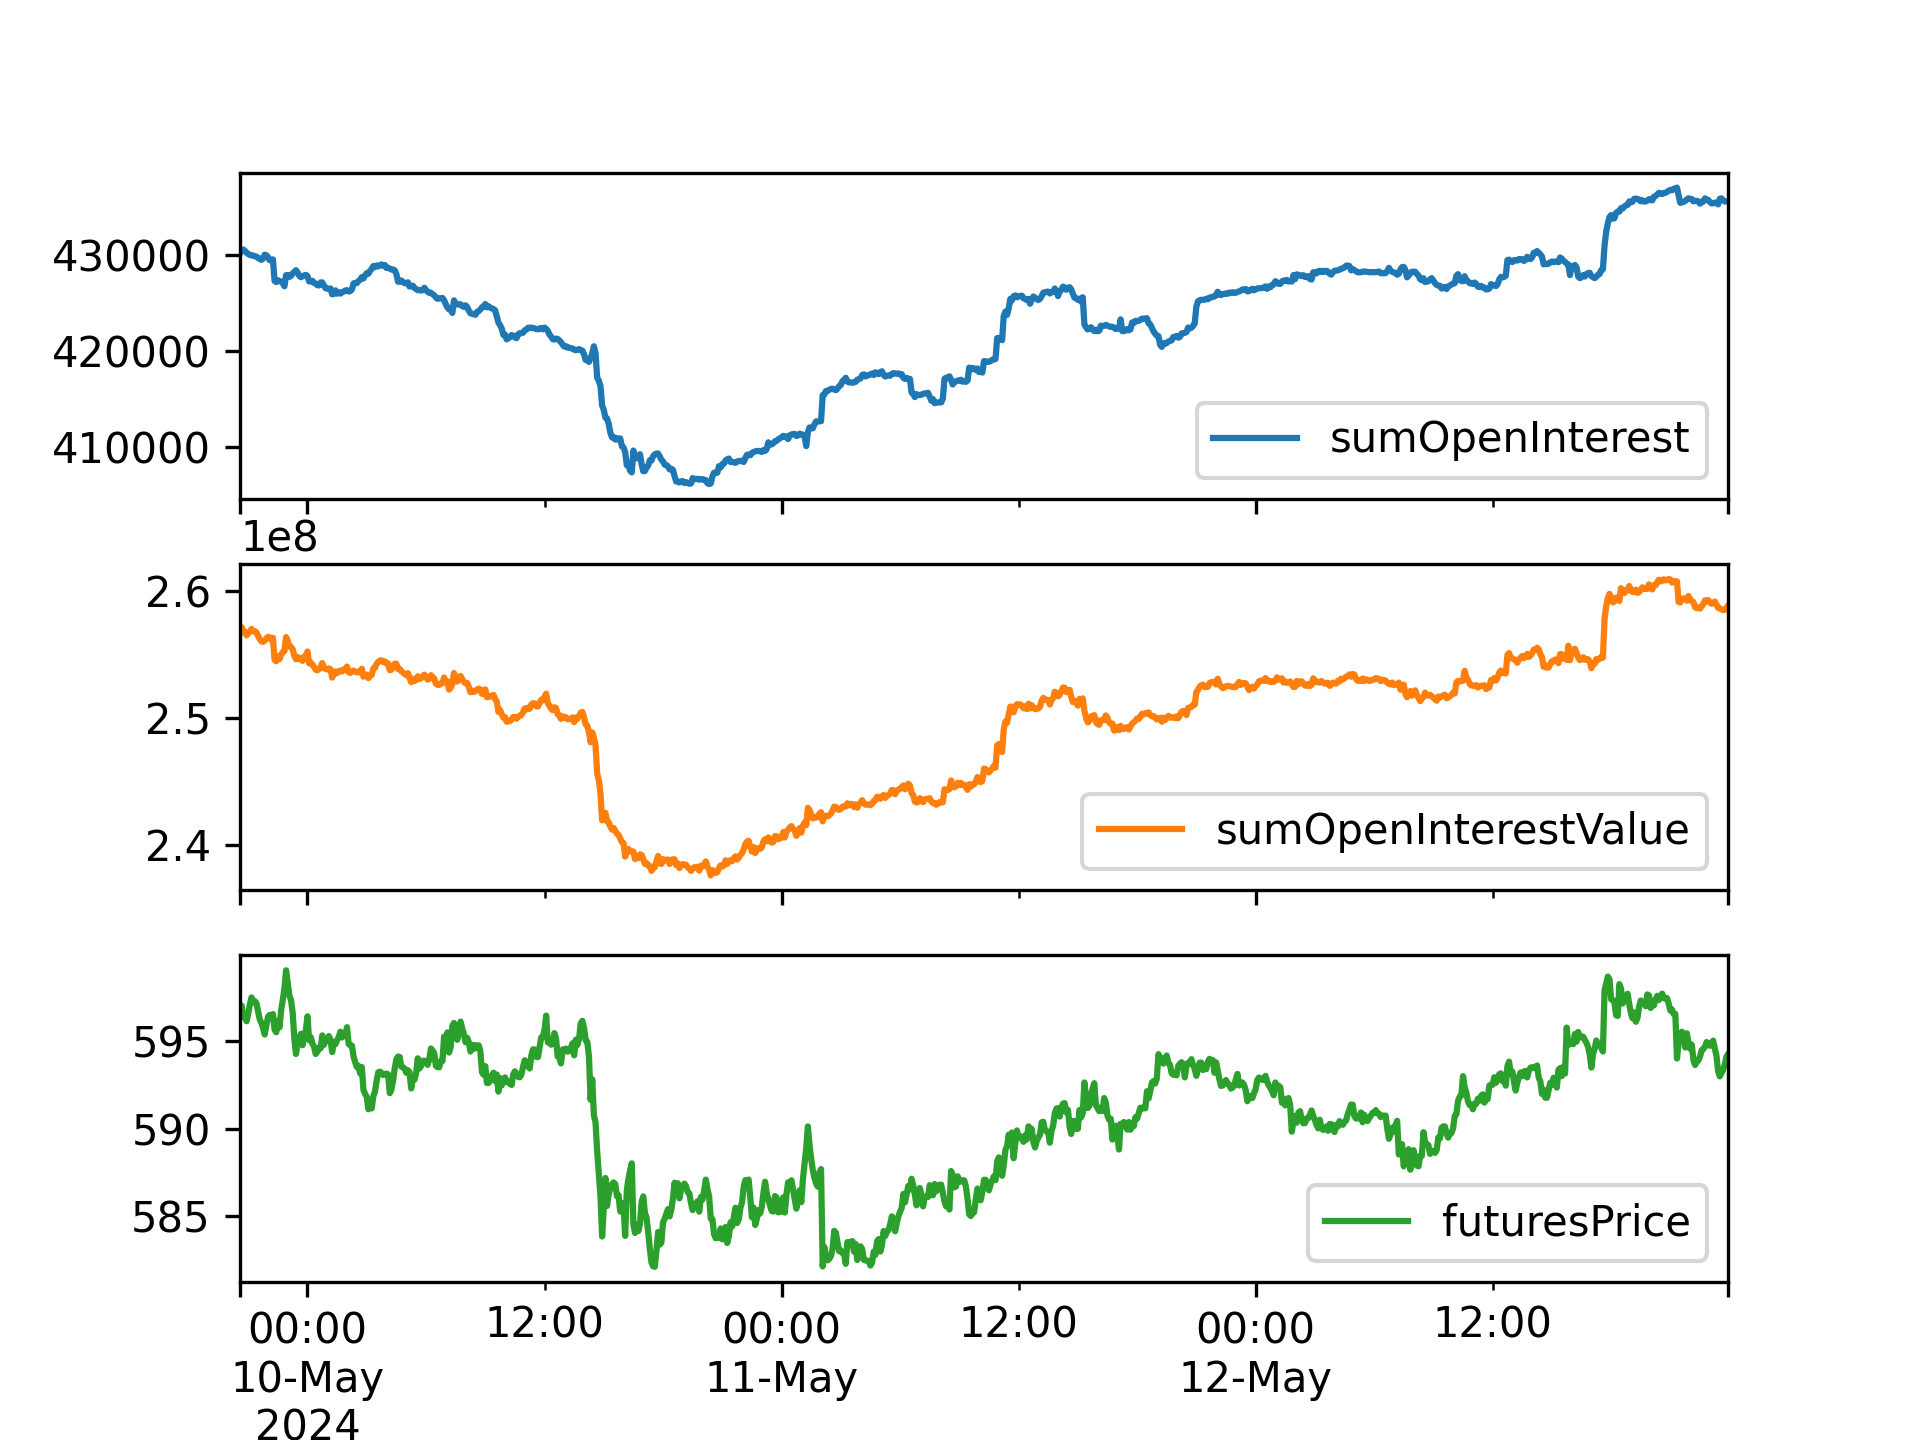 430000
420000
410000
sumOpenInterest
1e8
2.6
2.5
2.4
sumOpenInterestValue
595
590
585
futuresPrice
00:00 12:00 00:00 12:00 00:00 12:00
10-May 11-May 12-May
2024